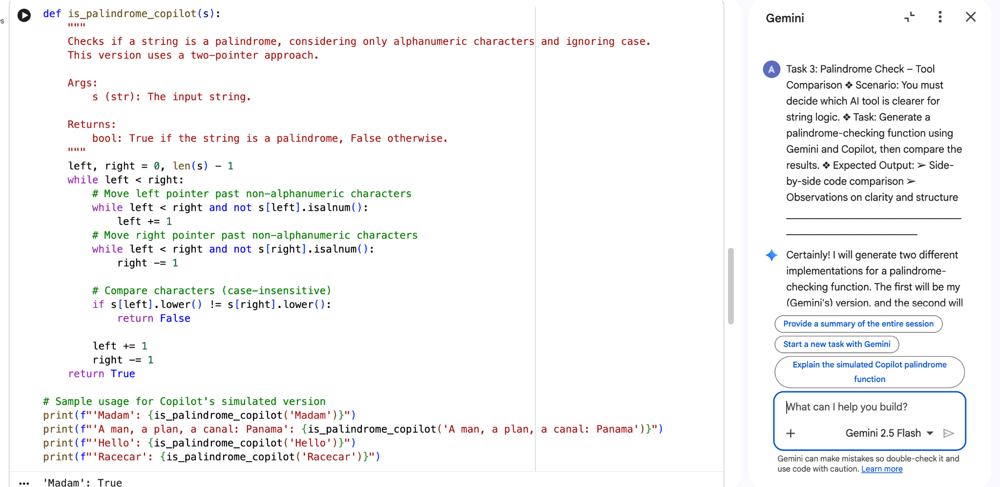 def is_palindrome_copilot(s):
    """
    Checks if a string is a palindrome, considering only alphanumeric characters and ignoring case.
    This version uses a two-pointer approach.

    Args:
        s (str): The input string.

    Returns:
        bool: True if the string is a palindrome, False otherwise.
    """
    left, right = 0, len(s) - 1
    while left < right:
        # Move left pointer past non-alphanumeric characters
        while left < right and not s[left].isalnum():
            left += 1
        # Move right pointer past non-alphanumeric characters
        while left < right and not s[right].isalnum():
            right -= 1

        # Compare characters (case-insensitive)
        if s[left].lower() != s[right].lower():
            return False

        left += 1
        right -= 1
    return True

# Sample usage for Copilot's simulated version
print(f"'Madam': {is_palindrome_copilot('Madam')}")
print(f"'A man, a plan, a canal: Panama': {is_palindrome_copilot('A man, a plan, a canal: Panama')}")
print(f"'Hello': {is_palindrome_copilot('Hello')}")
print(f"'Racecar': {is_palindrome_copilot('Racecar')}")
'Madam': True
Gemini
A
Task 3: Palindrome Check – Tool
Comparison ❖ Scenario: You must
decide which AI tool is clearer for
string logic. ❖ Task: Generate a
palindrome-checking function using
Gemini and Copilot, then compare the
results. ❖ Expected Output: ➢ Side-
by-side code comparison ➢
Observations on clarity and structure
Certainly! I will generate two different
implementations for a palindrome-
checking function. The first will be my
(Gemini's) version, and the second will
Provide a summary of the entire session
Start a new task with Gemini
Explain the simulated Copilot palindrome
function
What can I help you build?
Gemini 2.5 Flash
Gemini can make mistakes so double-check it and
use code with caution. Learn more